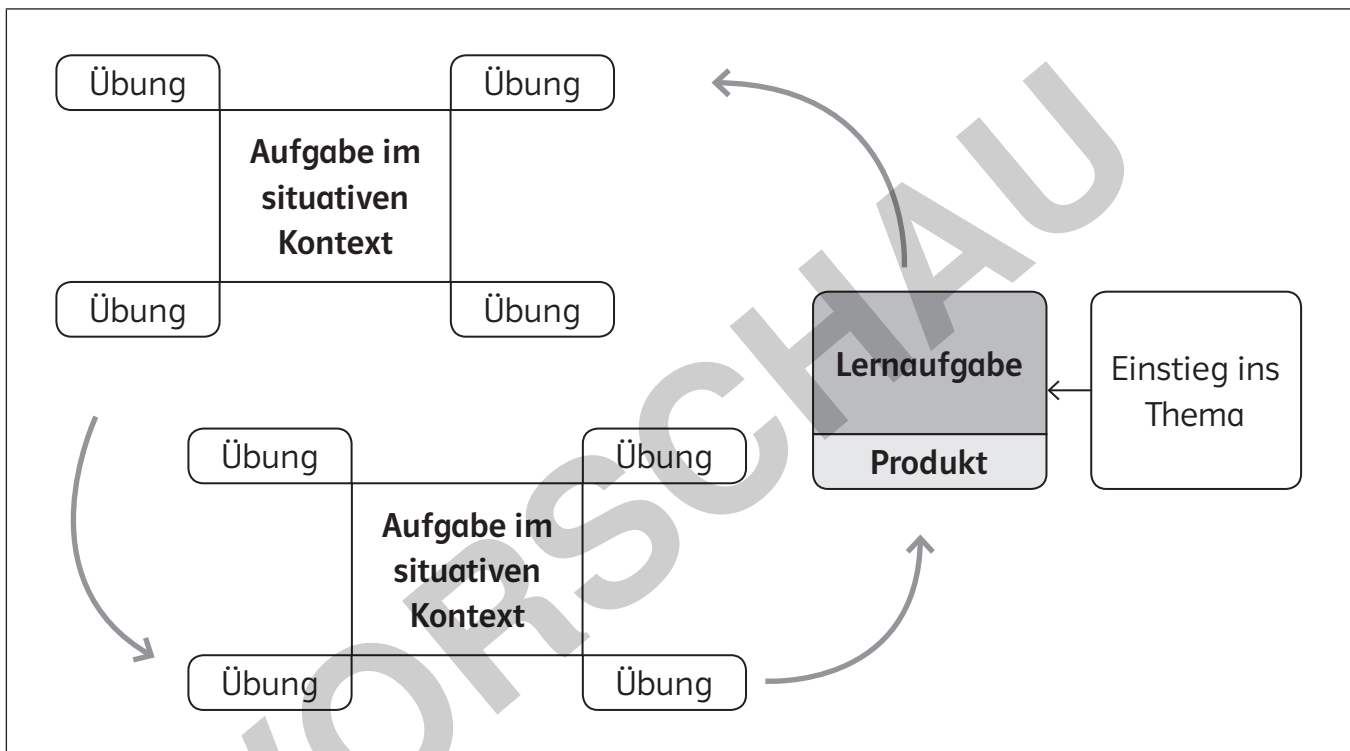 Übung
Übung
Aufgabe im
situativen
Kontext
Übung
Übung
Lernaufgabe
Produkt
Einstieg ins
Thema
Übung
Übung
Aufgabe im
situativen
Kontext
Übung
Übung
VORSCHAU